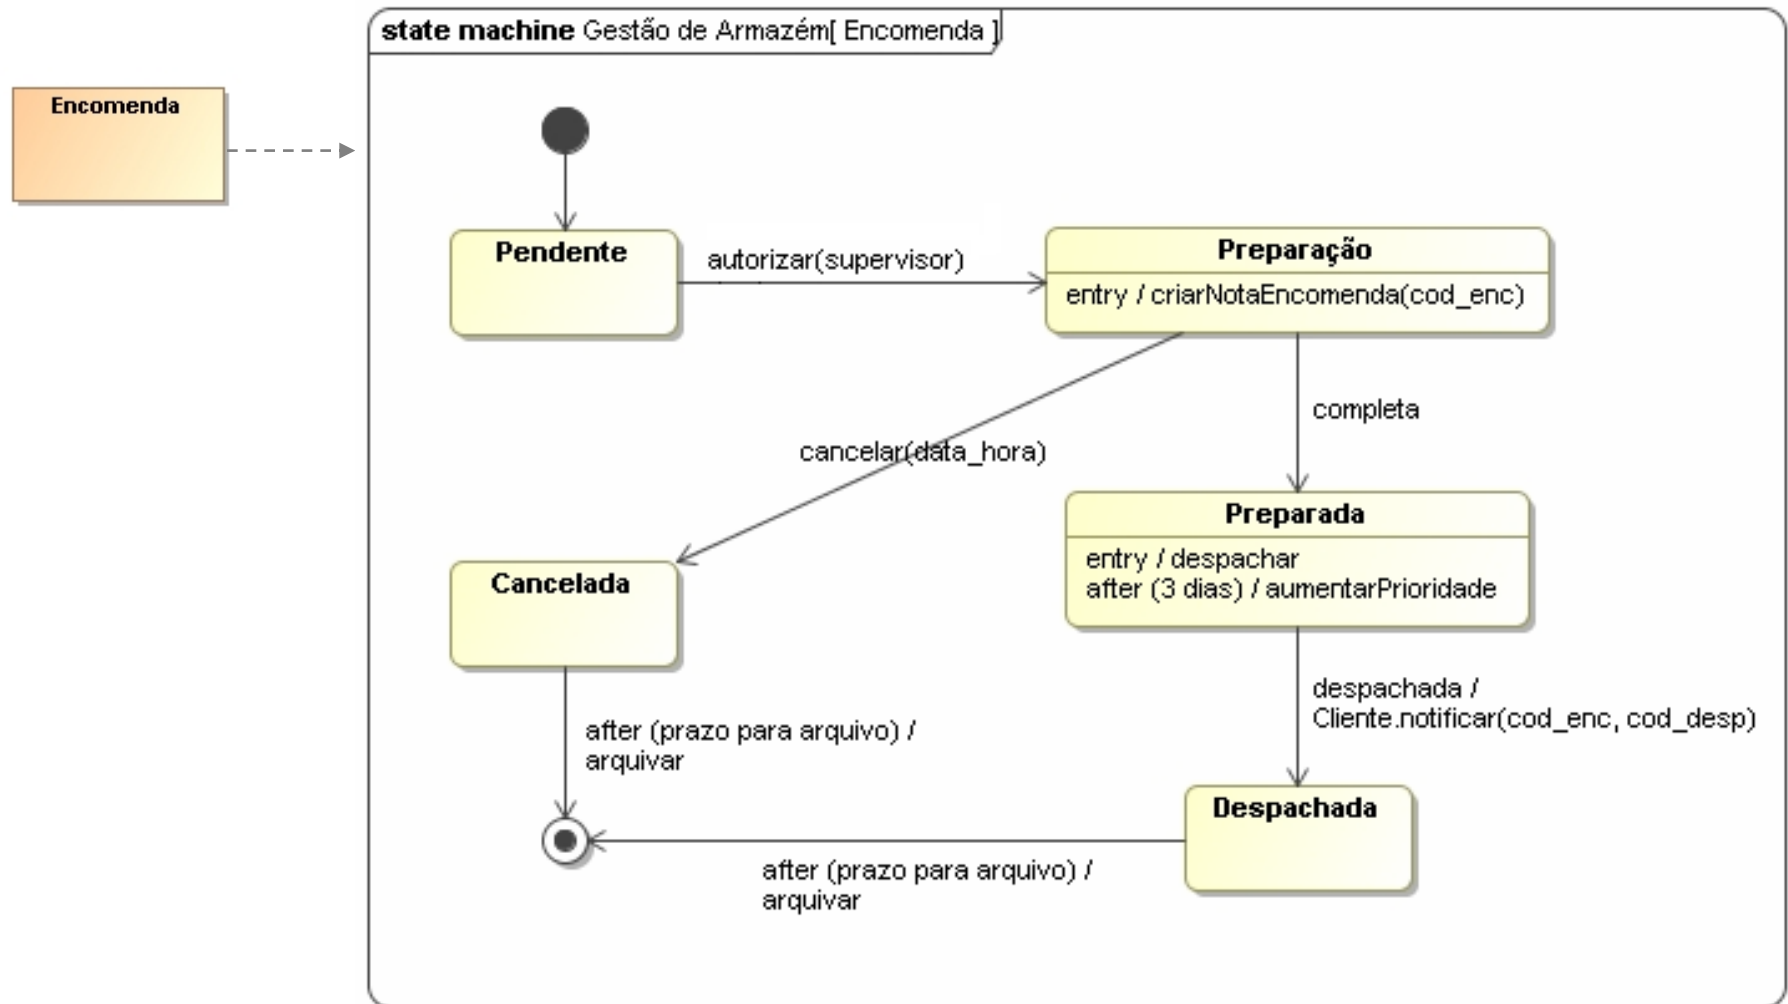 state machine Gestão de Armazém[ Encomenda ]
Encomenda
Pendente
autorizar(supervisor)
Preparação
entry / criarNotaEncomenda(cod_enc)
completa
cancelar(data_hora)
Preparada
entry / despachar
after (3 dias) / aumentarPrioridade
Cancelada
despachada /
Cliente.notificar(cod_enc, cod_desp)
after (prazo para arquivo) /
arquivar
Despachada
after (prazo para arquivo) /
arquivar